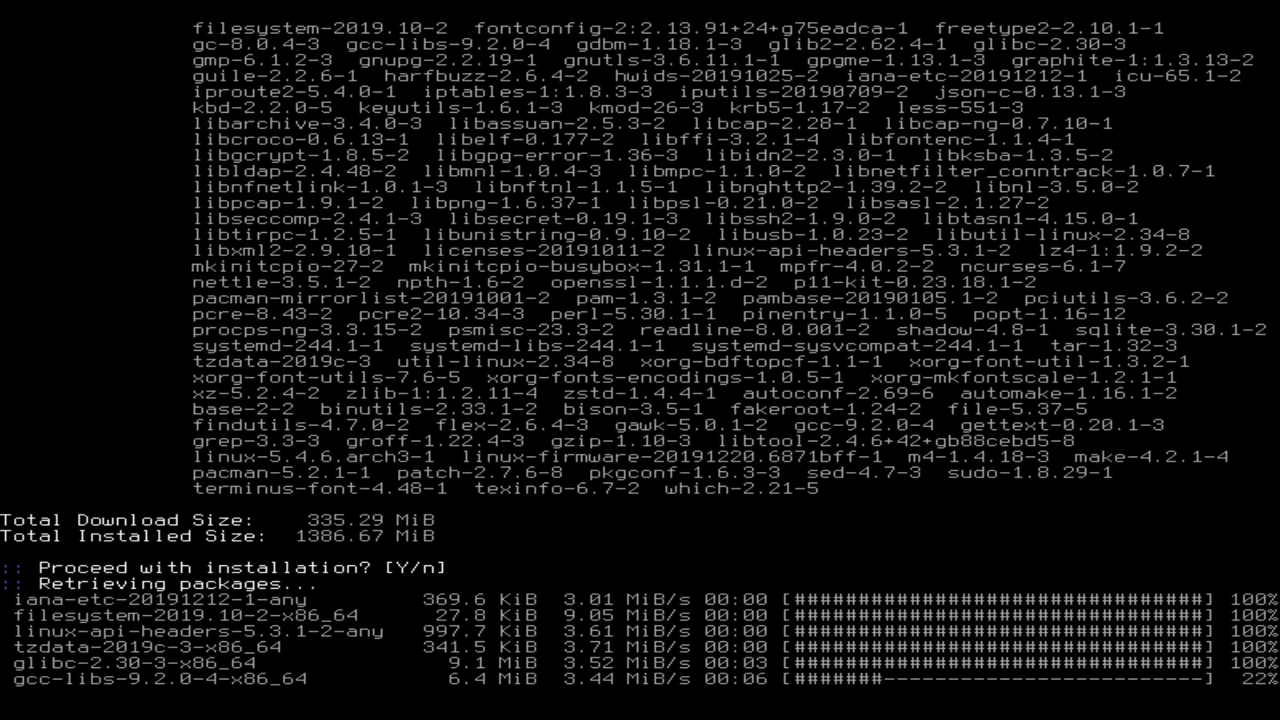 filesystem-2019.10-2  fontconfig-2:2.13.91+24+g75eadca-1  freetype2-2.10.1-1
gc-8.0.4-3  gcc-libs-9.2.0-4  gdbm-1.18.1-3  glib2-2.62.4-1  glibc-2.30-3
gmp-6.1.2-3  gnupg-2.2.19-1  gnutls-3.6.11.1-1  gpgme-1.13.1-3  graphite-1:1.3.13-2
guile-2.2.6-1  harfbuzz-2.6.4-2  hwids-20191025-2  iana-etc-20191212-1  icu-65.1-2
iproute2-5.4.0-1  iptables-1:1.8.3-3  iputils-20190709-2  json-c-0.13.1-3
kbd-2.2.0-5  keyutils-1.6.1-3  kmod-26-3  krb5-1.17-2  less-551-3
libarchive-3.4.0-3  libassuan-2.5.3-2  libcap-2.28-1  libcap-ng-0.7.10-1
libcroco-0.6.13-1  libelf-0.177-2  libffi-3.2.1-4  libfontenc-1.1.4-1
libgcrypt-1.8.5-2  libgpg-error-1.36-3  libidn2-2.3.0-1  libksba-1.3.5-2
libldap-2.4.48-2  libmnl-1.0.4-3  libmpc-1.1.0-2  libnetfilter_conntrack-1.0.7-1
libnfnetlink-1.0.1-3  libnftnl-1.1.5-1  libnghttp2-1.39.2-2  libnl-3.5.0-2
libpcap-1.9.1-2  libpng-1.6.37-1  libpsl-0.21.0-2  libsasl-2.1.27-2
libseccomp-2.4.1-3  libsecret-0.19.1-3  libssh2-1.9.0-2  libtasn1-4.15.0-1
libtirpc-1.2.5-1  libunistring-0.9.10-2  libusb-1.0.23-2  libutil-linux-2.34-8
libxml2-2.9.10-1  licenses-20191011-2  linux-api-headers-5.3.1-2  lz4-1:1.9.2-2
mkinitcpio-27-2  mkinitcpio-busybox-1.31.1-1  mpfr-4.0.2-2  ncurses-6.1-7
nettle-3.5.1-2  npth-1.6-2  openssl-1.1.1.d-2  p11-kit-0.23.18.1-2
pacman-mirrorlist-20191001-2  pam-1.3.1-2  pambase-20190105.1-2  pciutils-3.6.2-2
pcre-8.43-2  pcre2-10.34-3  perl-5.30.1-1  pinentry-1.1.0-5  popt-1.16-12
procps-ng-3.3.15-2  psmisc-23.3-2  readline-8.0.001-2  shadow-4.8-1  sqlite-3.30.1-2
systemd-244.1-1  systemd-libs-244.1-1  systemd-sysvcompat-244.1-1  tar-1.32-3
tzdata-2019c-3  util-linux-2.34-8  xorg-bdftopcf-1.1-1  xorg-font-util-1.3.2-1
xorg-font-utils-7.6-5  xorg-fonts-encodings-1.0.5-1  xorg-mkfontscale-1.2.1-1
xz-5.2.4-2  zlib-1:1.2.11-4  zstd-1.4.4-1  autoconf-2.69-6  automake-1.16.1-2
base-2-2  binutils-2.33.1-2  bison-3.5-1  fakeroot-1.24-2  file-5.37-5
findutils-4.7.0-2  flex-2.6.4-3  gawk-5.0.1-2  gcc-9.2.0-4  gettext-0.20.1-3
grep-3.3-3  groff-1.22.4-3  gzip-1.10-3  libtool-2.4.6+42+gb88cebd5-8
linux-5.4.6.arch3-1  linux-firmware-20191220.6871bff-1  m4-1.4.18-3  make-4.2.1-4
pacman-5.2.1-1  patch-2.7.6-8  pkgconf-1.6.3-3  sed-4.7-3  sudo-1.8.29-1
terminus-font-4.48-1  texinfo-6.7-2  which-2.21-5
Total Download Size:    335.29 MiB
Total Installed Size:  1386.67 MiB
:: Proceed with installation? [Y/n]
:: Retrieving packages...
iana-etc-20191212-1-any  369.6 KiB  3.01 MiB/s 00:00 [################################] 100%
filesystem-2019.10-2-x86_64  27.8 KiB  9.05 MiB/s 00:00 [################################] 100%
linux-api-headers-5.3.1-2-any  997.7 KiB  3.61 MiB/s 00:00 [################################] 100%
tzdata-2019c-3-x86_64  341.5 KiB  3.71 MiB/s 00:00 [################################] 100%
glibc-2.30-3-x86_64  9.1 MiB  3.52 MiB/s 00:03 [################################] 100%
gcc-libs-9.2.0-4-x86_64  6.4 MiB  3.44 MiB/s 00:06 [#######-------------------------] 22%